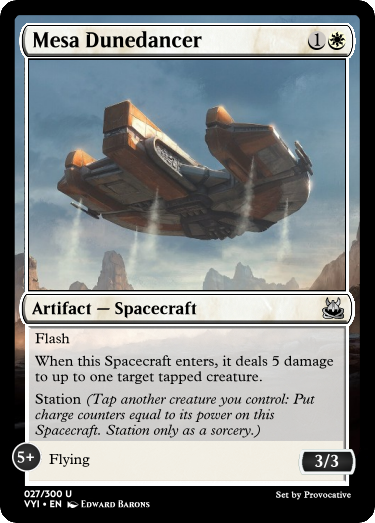 Mesa Dunedancer 1
Artifact — Spacecraft
Flash
When this Spacecraft enters, it deals 5 damage
to up to one target tapped creature.
Station (Tap another creature you control: Put
charge counters equal to its power on this
Spacecraft. Station only as a sorcery.)
5+ Flying
3/3
027/300 U
VYI • EN Edward Barons
Set by Provocative